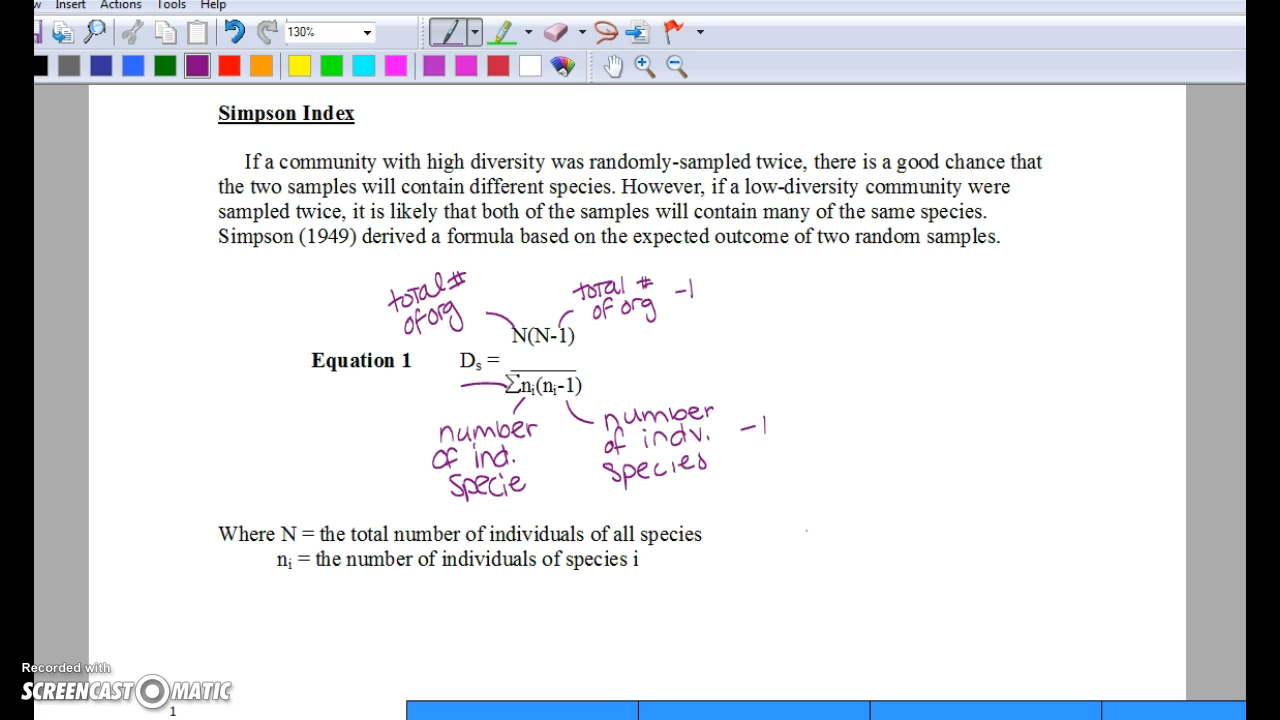 w Insert Actions Tools Help
130%
Simpson Index
If a community with high diversity was randomly-sampled twice, there is a good chance that
the two samples will contain different species. However, if a low-diversity community were
sampled twice, it is likely that both of the samples will contain many of the same species.
Simpson (1949) derived a formula based on the expected outcome of two random samples.
total #
of org
total # -1
of org
N(N-1)
Equation 1 Ds =
Σni(ni-1)
number
of ind.
specie
number
of indv. -1
species
Where N = the total number of individuals of all species
ni = the number of individuals of species i
Recorded with
SCREENCAST-O-MATIC
1